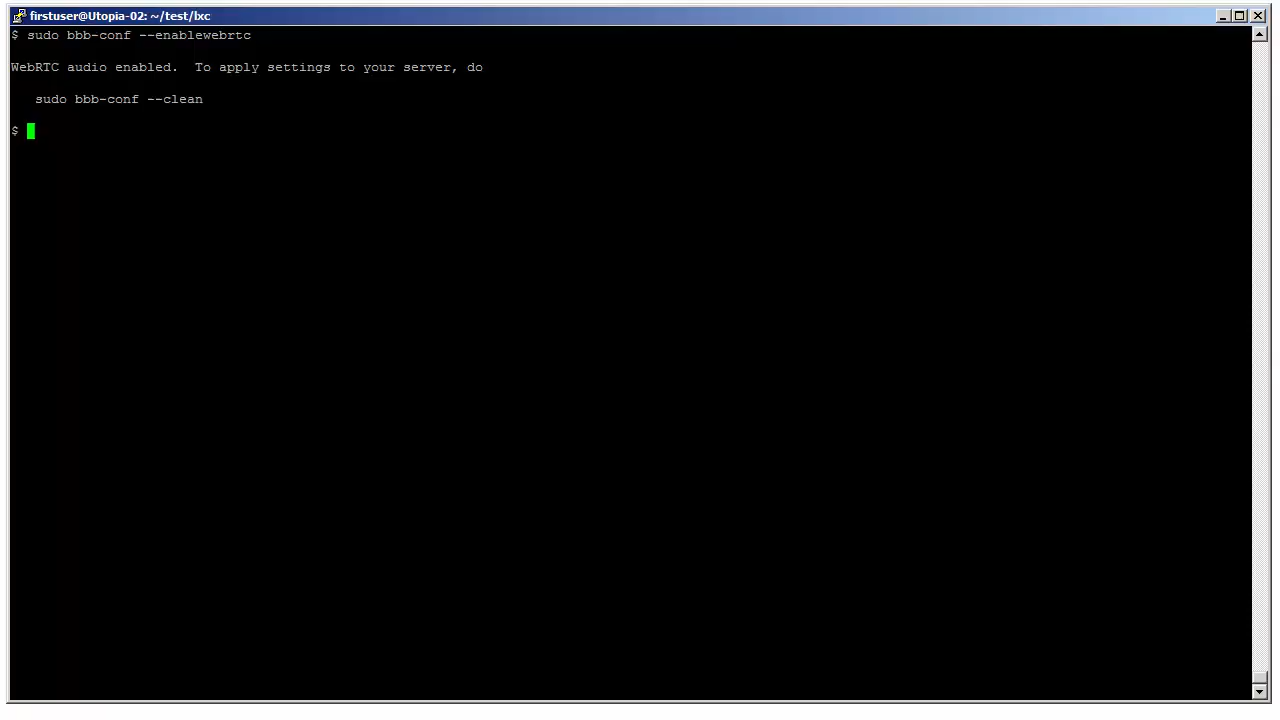 firstuser@Utopia-02: ~/test/lxc
$ sudo bbb-conf --enablewebrtc
WebRTC audio enabled.  To apply settings to your server, do
sudo bbb-conf --clean
$